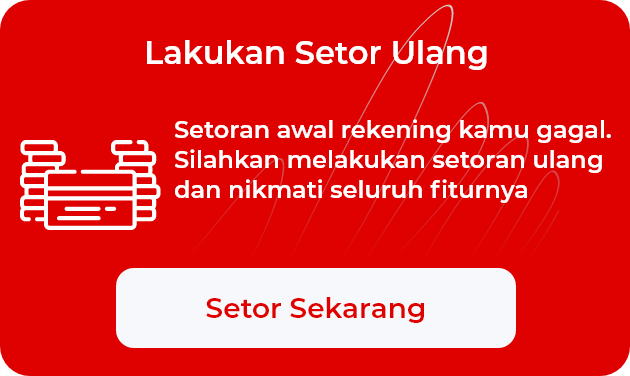 Lakukan Setor Ulang
Setoran awal rekening kamu gagal.
Silahkan melakukan setoran ulang
dan nikmati seluruh fiturnya
Setor Sekarang